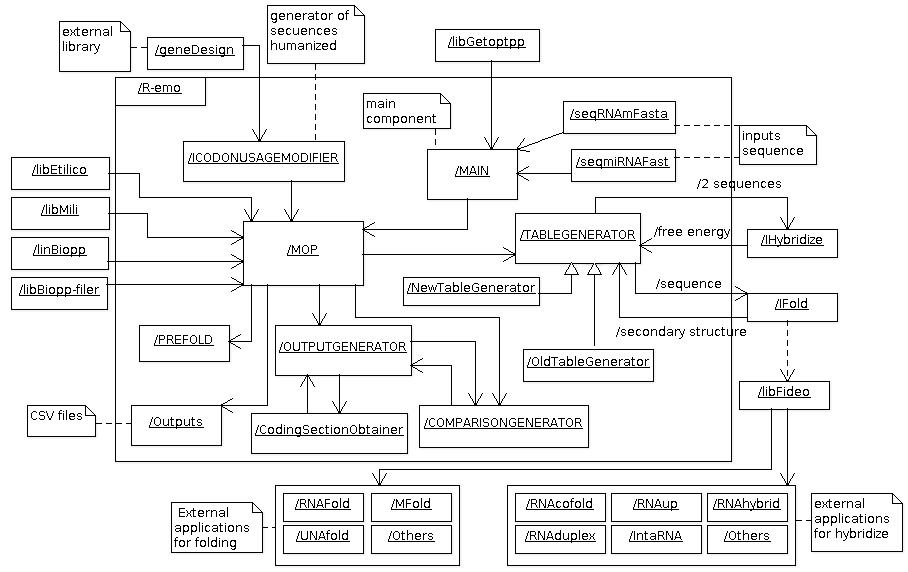 external
library
/geneDesign
generator of
secuences
humanized
/libGetoptpp
/R-emo
main
component
/seqRNAmFasta
inputs
sequence
/ICODONUSAGEMODIFIER
/MAIN
/seqmiRNAFast
/libEtilico
/2 sequences
/libMili
/TABLEGENERATOR
/free energy
/IHybridize
/linBiopp
/MOP
/libBiopp-filer
/NewTableGenerator
/sequence
/IFold
/PREFOLD
/OUTPUTGENERATOR
/secondary structure
/OldTableGenerator
/libFideo
CSV files
/Outputs
/CodingSectionObtainer
/COMPARISONGENERATOR
External
applications
for folding
/RNAFold
/MFold
/UNAfold
/Others
/RNAcofold
/RNAup
/RNAhybrid
/RNAduplex
/IntaRNA
/Others
external
applications
for hybridize